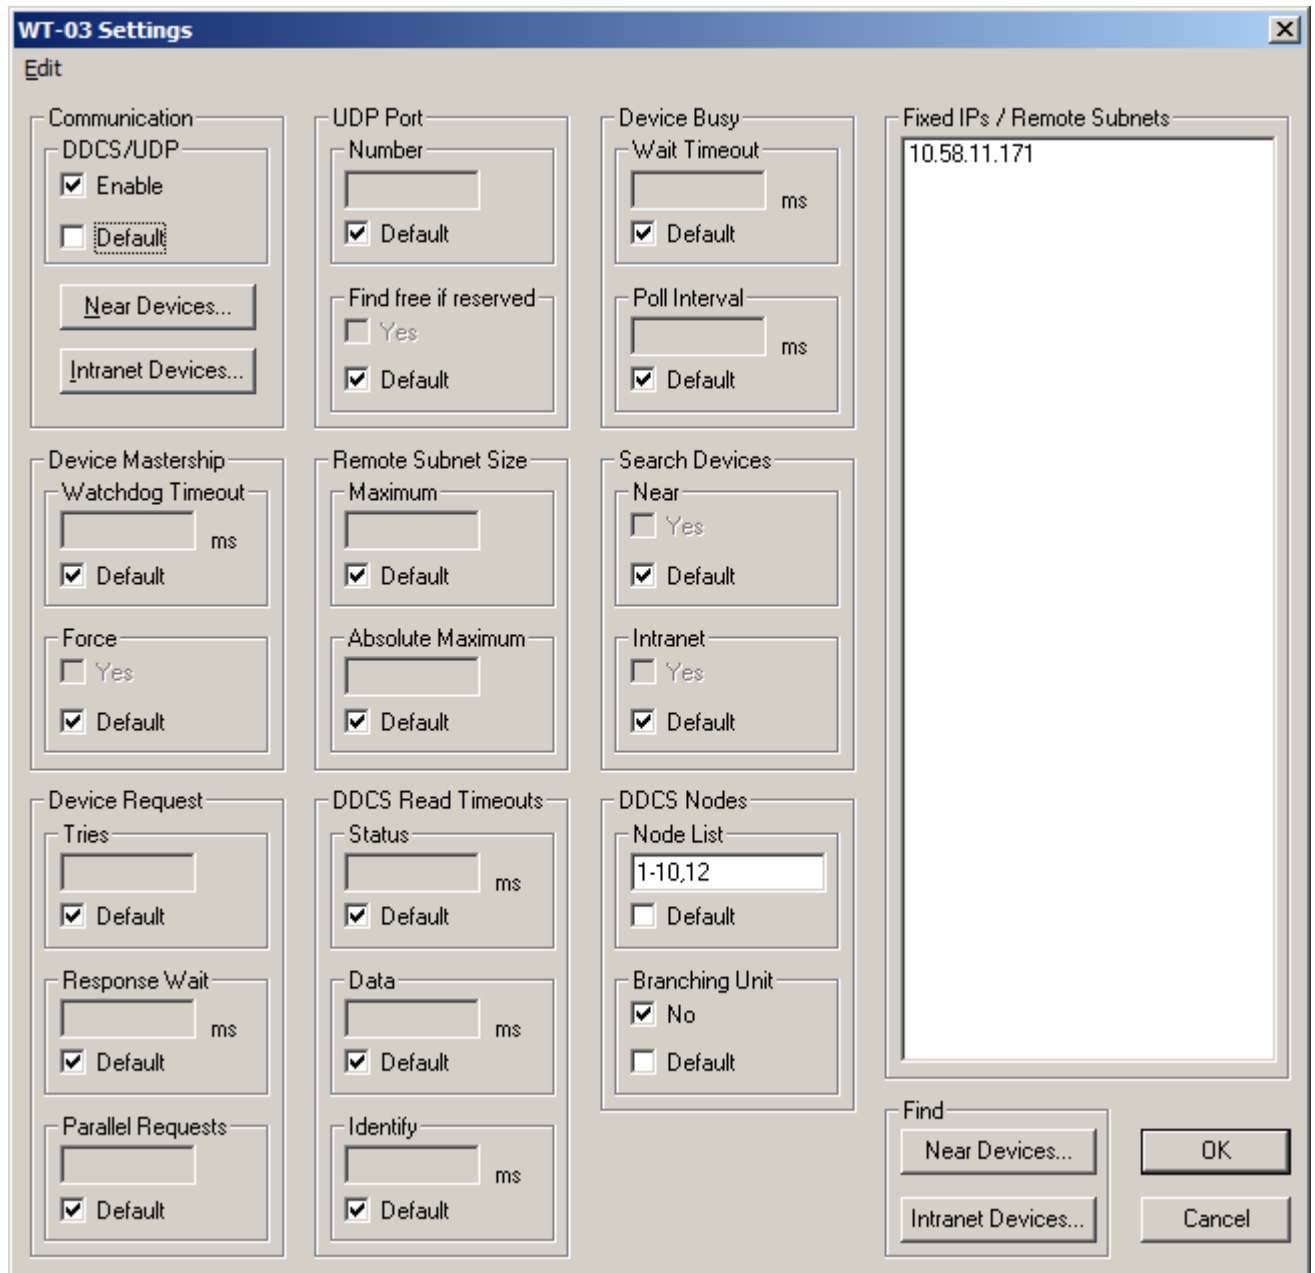 WT-03 Settings
Edit
Communication
DDCS/UDP
Enable
Default
Near Devices...
Intranet Devices...
UDP Port
Number
Default
Find free if reserved
Yes
Default
Device Busy
Wait Timeout
ms
Default
Poll Interval
ms
Default
Fixed IPs / Remote Subnets
10.58.11.171
Device Mastership
Watchdog Timeout
ms
Default
Force
Yes
Default
Remote Subnet Size
Maximum
Default
Absolute Maximum
Default
Search Devices
Near
Yes
Default
Intranet
Yes
Default
Device Request
Tries
Default
Response Wait
ms
Default
Parallel Requests
Default
DDCS Read Timeouts
Status
ms
Default
Data
ms
Default
Identify
ms
Default
DDCS Nodes
Node List
1-10,12
Default
Branching Unit
No
Default
Find
Near Devices...
Intranet Devices...
OK
Cancel